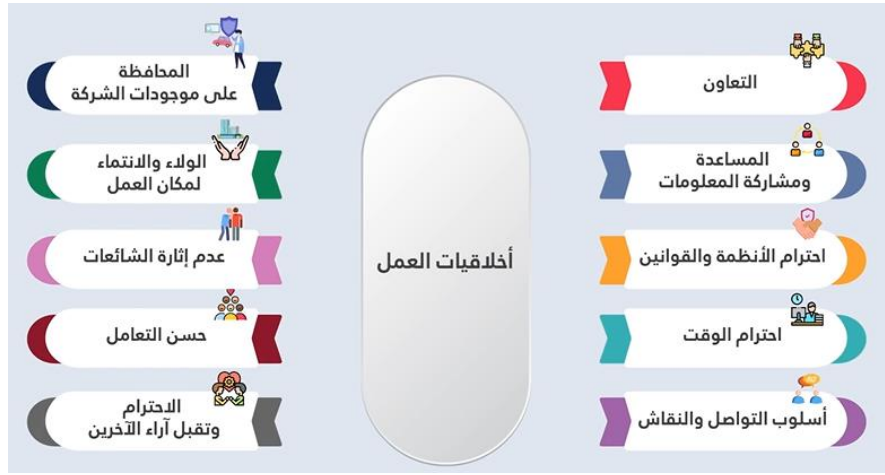 أخلاقيات العمل
التعاون
المساعدة
ومشاركة المعلومات
احترام الأنظمة والقوانين
احترام الوقت
أسلوب التواصل والنقاش
المحافظة
على موجودات الشركة
الولاء والانتماء
لمكان العمل
عدم إثارة الشائعات
حسن التعامل
الاحترام
وتقبل آراء الآخرين